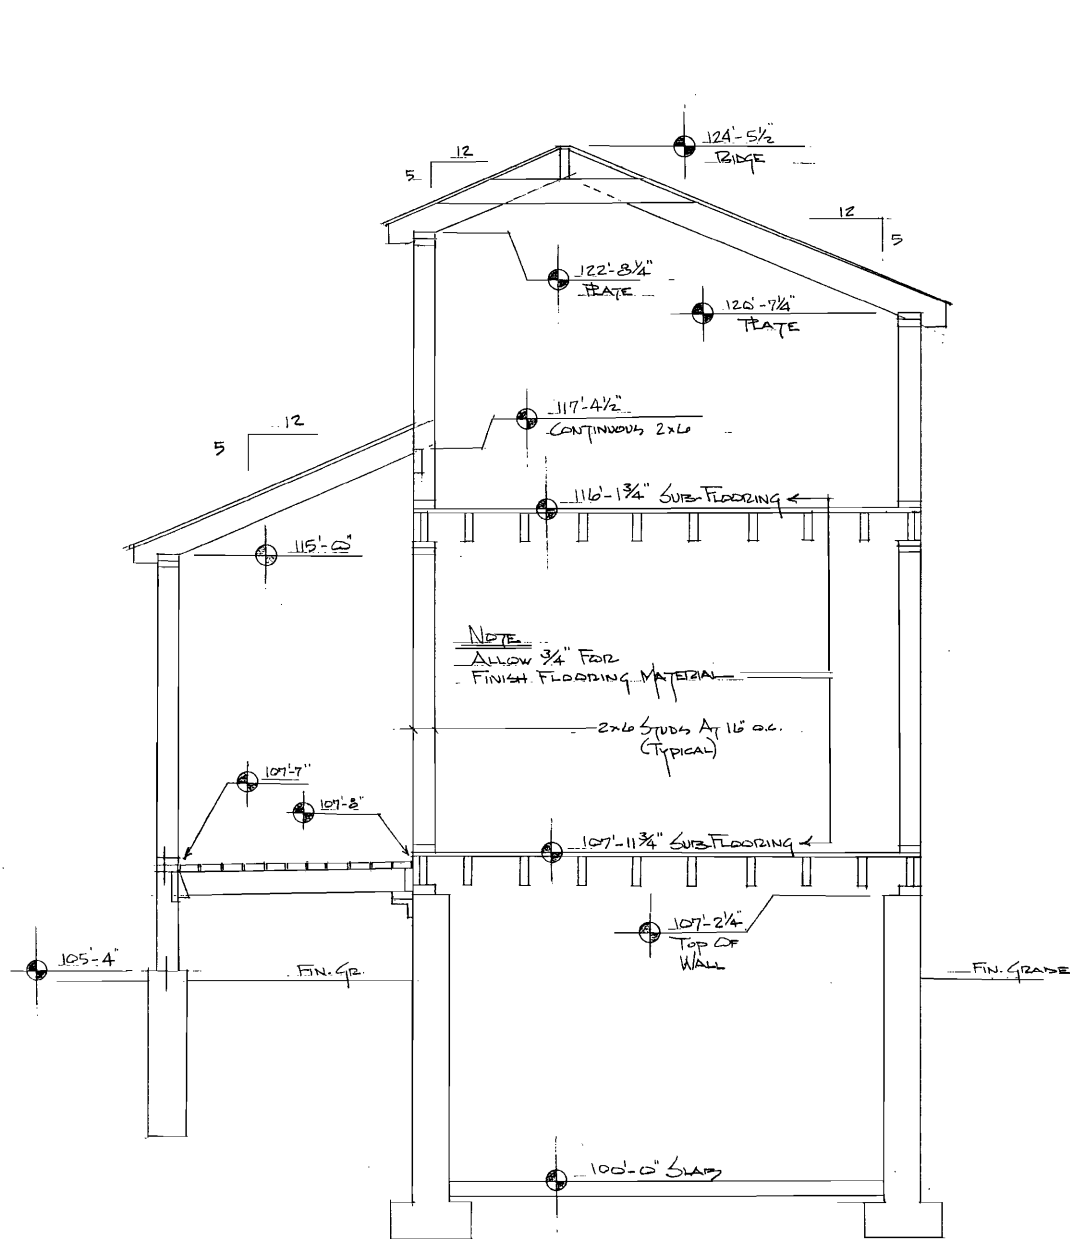 124'-5½"
RIDGE
12
5
12
5
122'-8¼"
PLATE
120'-7¼"
PLATE
117'-4½"
CONTINUOUS 2x6
12
5
116'-1¾" SUB-FLOORING
115'-0"
NOTE
ALLOW ¾" FOR
FINISH FLOORING MATERIAL
2x6 STUDS AT 16" O.C.
(TYPICAL)
107'-7"
107'-8"
107'-11¾" SUB-FLOORING
107'-2¼"
TOP OF
WALL
105'-4"
FIN. GR.
FIN. GRADE
100'-0" SLAB